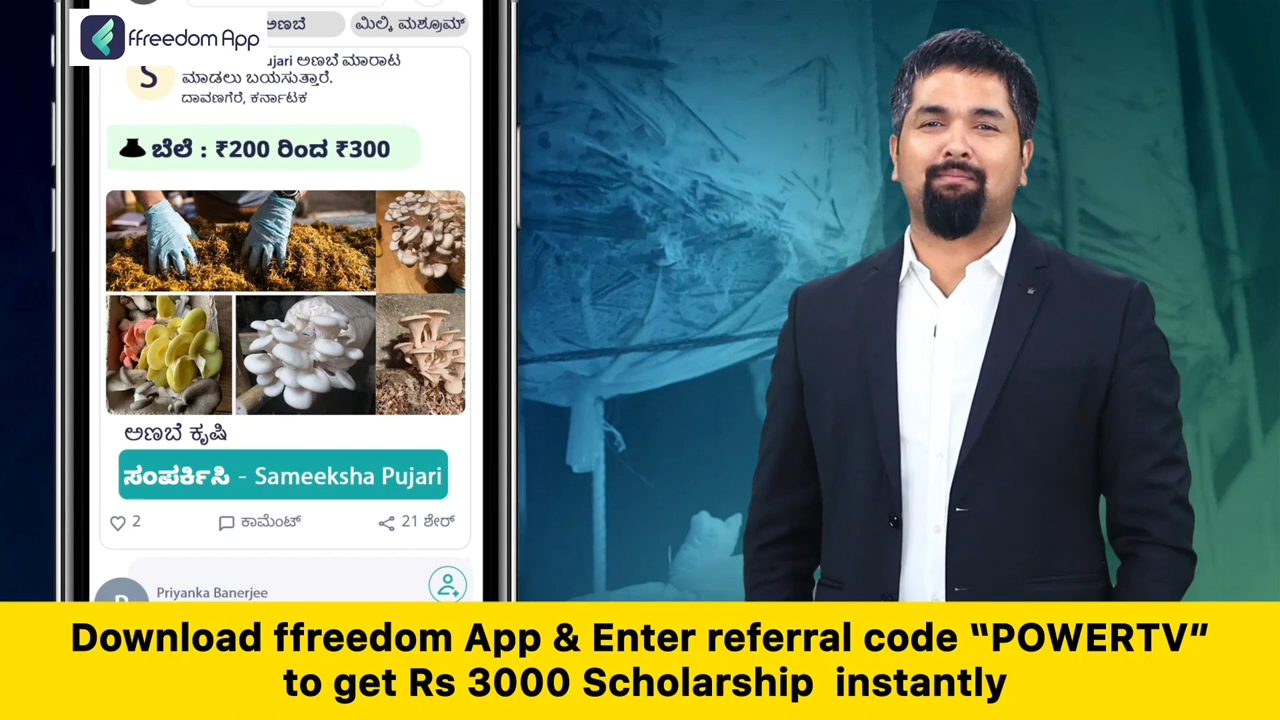 ಅಣಬೆ
ಮಿಲ್ಕಿ ಮಶ್ರೂಮ್
ffreedom App
S
ujari ಅಣಬೆ ಮಾರಾಟ
ಮಾಡಲು ಬಯಸುತ್ತಾರೆ.
ದಾವಣಗೆರೆ, ಕರ್ನಾಟಕ
ಬೆಲೆ : ₹200 ರಿಂದ ₹300
ಅಣಬೆ ಕೃಷಿ
ಸಂಪರ್ಕಿಸಿ - Sameeksha Pujari
2
ಕಾಮೆಂಟ್
21 ಶೇರ್
Priyanka Banerjee
Download ffreedom App & Enter referral code “POWERTV”
to get Rs 3000 Scholarship instantly